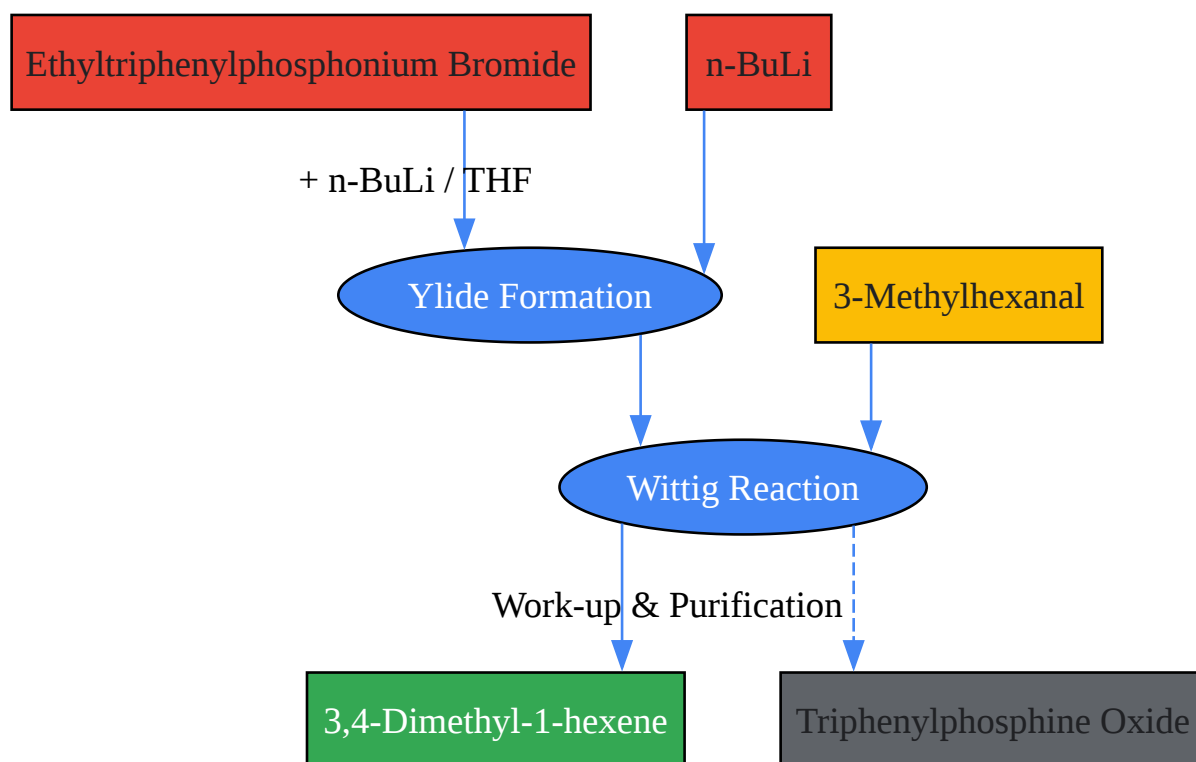 Ethyltriphenylphosphonium Bromide
n-BuLi
+ n-BuLi / THF
Ylide Formation
3-Methylhexanal
Wittig Reaction
Work-up & Purification
3,4-Dimethyl-1-hexene
Triphenylphosphine Oxide